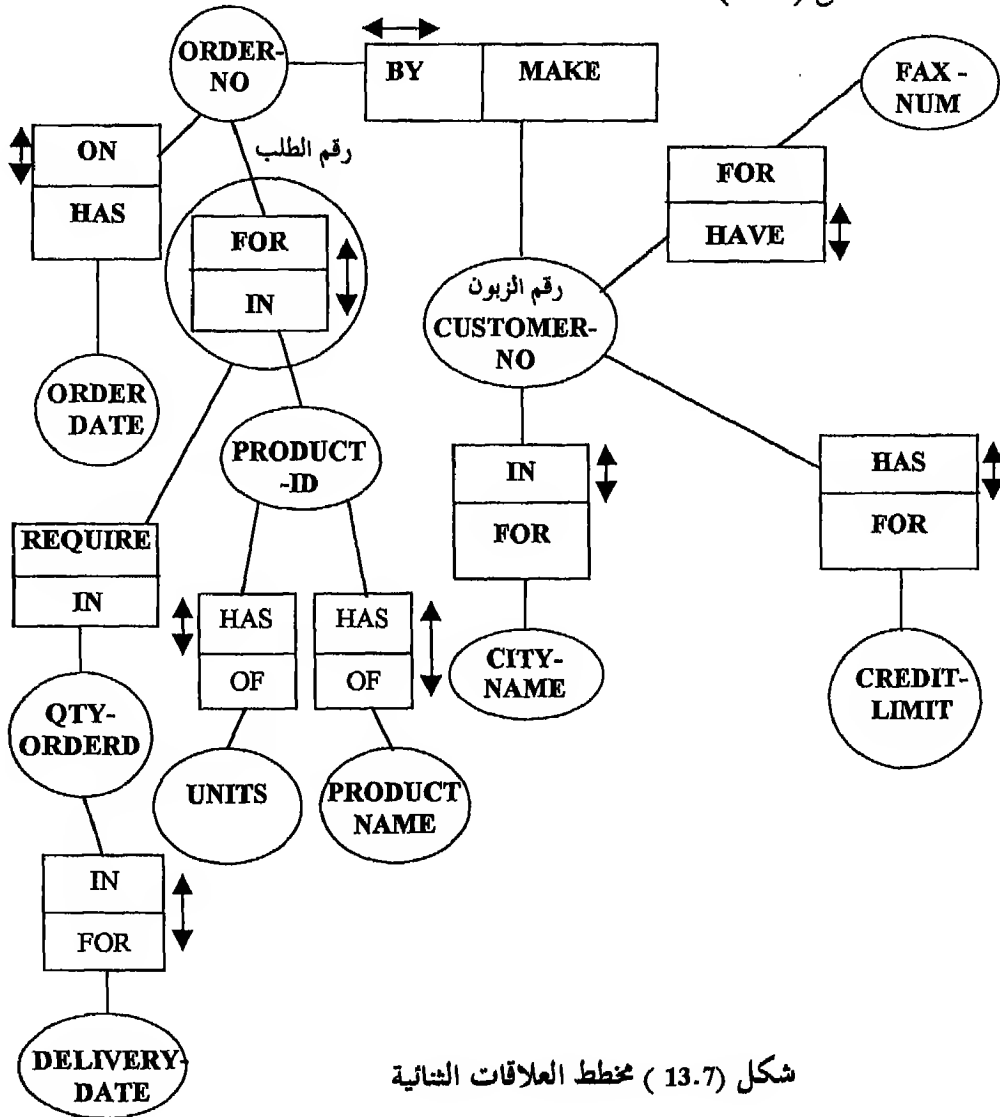 ORDER-
NO
BY
MAKE
FAX -
NUM
ON
HAS
رقم الطلب
FOR
IN
FOR
HAVE
رقم الزبون
CUSTOMER-
NO
ORDER
DATE
PRODUCT
-ID
IN
FOR
HAS
FOR
REQUIRE
IN
HAS
OF
HAS
OF
CITY-
NAME
CREDIT-
LIMIT
QTY-
ORDERD
UNITS
PRODUCT
NAME
IN
FOR
DELIVERY-
DATE
شكل (13.7 ) مخطط العلاقات الثنائية